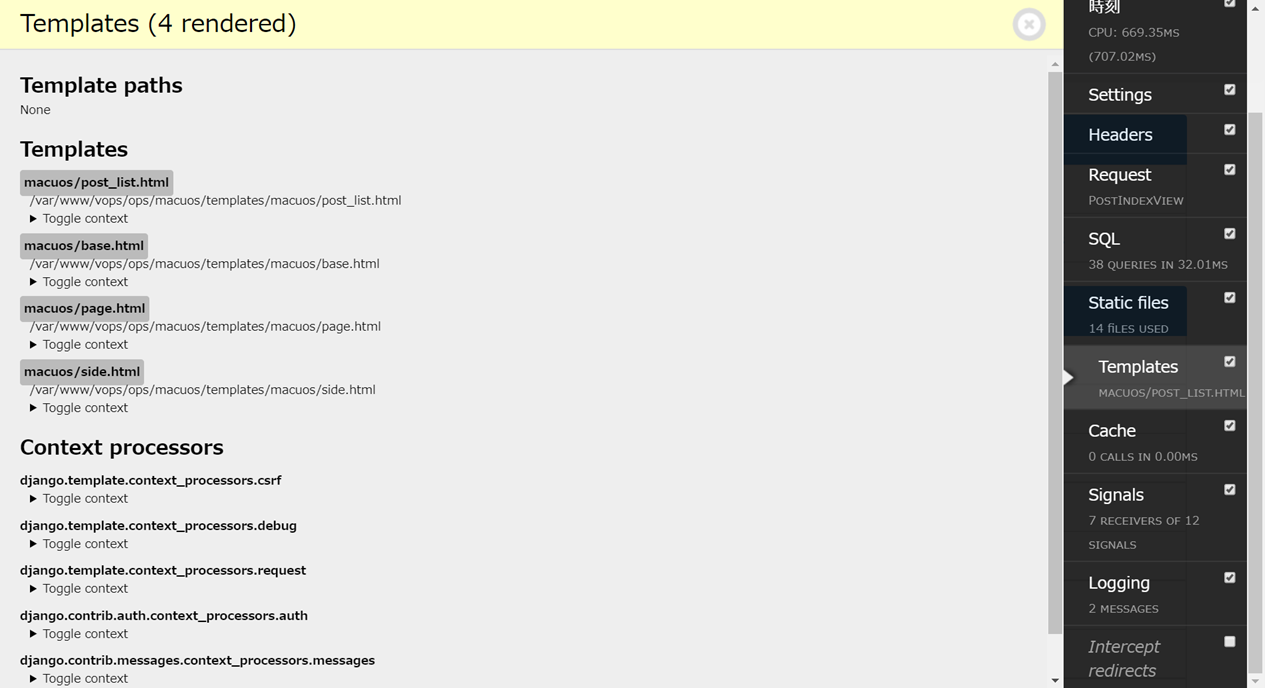 Templates (4 rendered)
Template paths
None
Templates
macuos/post_list.html
/var/www/vops/ops/macuos/templates/macuos/post_list.html
Toggle context
macuos/base.html
/var/www/vops/ops/macuos/templates/macuos/base.html
Toggle context
macuos/page.html
/var/www/vops/ops/macuos/templates/macuos/page.html
Toggle context
macuos/side.html
/var/www/vops/ops/macuos/templates/macuos/side.html
Toggle context
Context processors
django.template.context_processors.csrf
Toggle context
django.template.context_processors.debug
Toggle context
django.template.context_processors.request
Toggle context
django.contrib.auth.context_processors.auth
Toggle context
django.contrib.messages.context_processors.messages
Toggle context
時刻
CPU: 669.35MS
(707.02MS)
Settings
Headers
Request
POSTINDEXVIEW
SQL
38 QUERIES IN 32.01MS
Static files
14 FILES USED
Templates
MACUOS/POST_LIST.HTML
Cache
0 CALLS IN 0.00MS
Signals
7 RECEIVERS OF 12
SIGNALS
Logging
2 MESSAGES
Intercept
redirects